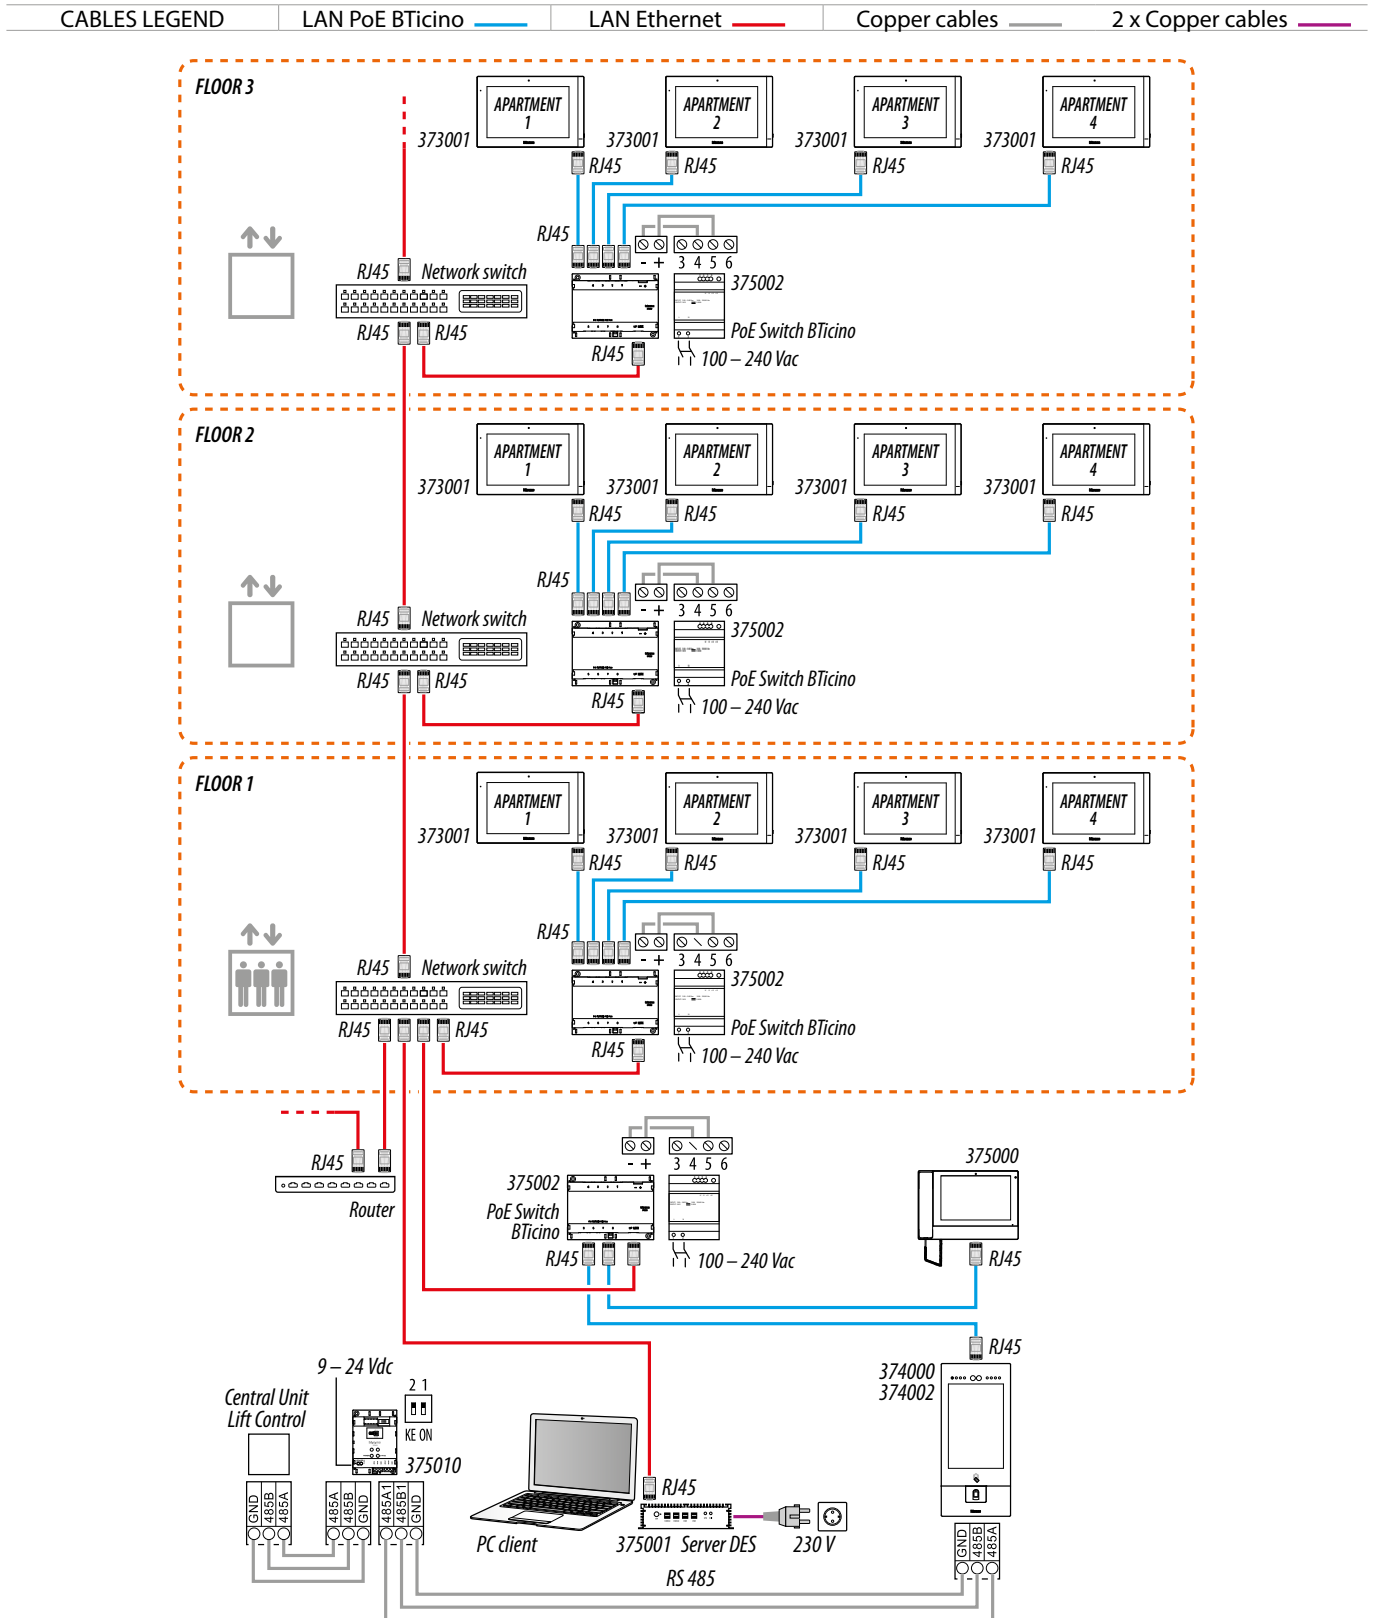 CABLES LEGEND LAN PoE BTicino LAN Ethernet Copper cables 2 x Copper cables
FLOOR 3
APARTMENT 1 APARTMENT 2 APARTMENT 3 APARTMENT 4
373001 373001 373001 373001
RJ45 RJ45 RJ45 RJ45
RJ45
- + 3 4 5 6
RJ45 Network switch
375002
RJ45 RJ45
PoE Switch BTicino
RJ45
100 – 240 Vac
FLOOR 2
APARTMENT 1 APARTMENT 2 APARTMENT 3 APARTMENT 4
373001 373001 373001 373001
RJ45 RJ45 RJ45 RJ45
RJ45
- + 3 4 5 6
RJ45 Network switch
375002
RJ45 RJ45
PoE Switch BTicino
RJ45
100 – 240 Vac
FLOOR 1
APARTMENT 1 APARTMENT 2 APARTMENT 3 APARTMENT 4
373001 373001 373001 373001
RJ45 RJ45 RJ45 RJ45
RJ45
- + 3 4 5 6
RJ45 Network switch
375002
RJ45 RJ45
PoE Switch BTicino
RJ45
100 – 240 Vac
RJ45
Router
- + 3 4 5 6
375002
PoE Switch
BTicino
RJ45
100 – 240 Vac
375000
RJ45
RJ45
374000
374002
9 – 24 Vdc
2 1
KE ON
Central Unit
Lift Control
375010
GND 485B 485A
485A 485B GND
485A1 485B1 GND
PC client
RJ45
375001 Server DES
230 V
GND 485B 485A
RS 485